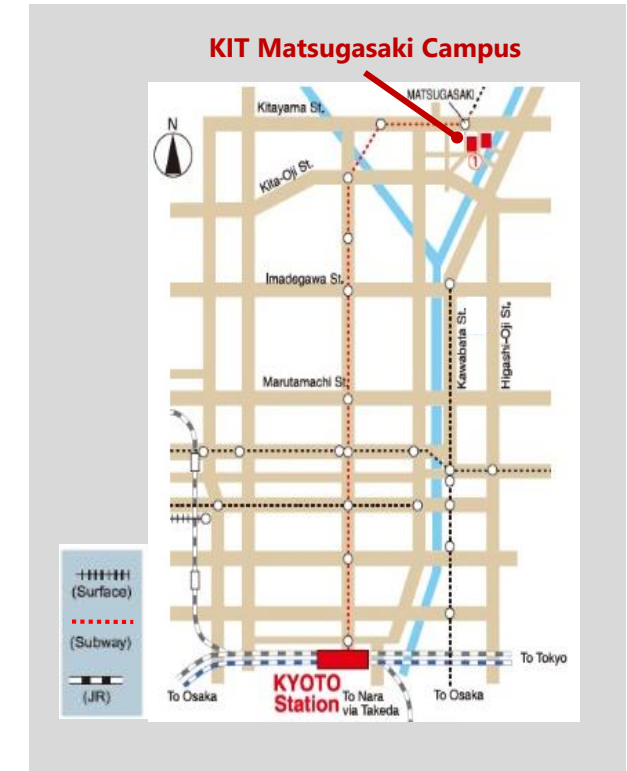 KIT Matsugasaki Campus
MATSUGASAKI
Kitayama St.
N
①
Kita-Oji St.
Imadegawa St.
Kawabata St.
Higashi-Oji St.
Marutamachi St.
(Surface)
(Subway)
(JR)
To Tokyo
KYOTO
Station
To Osaka
To Nara
via Takeda
To Osaka